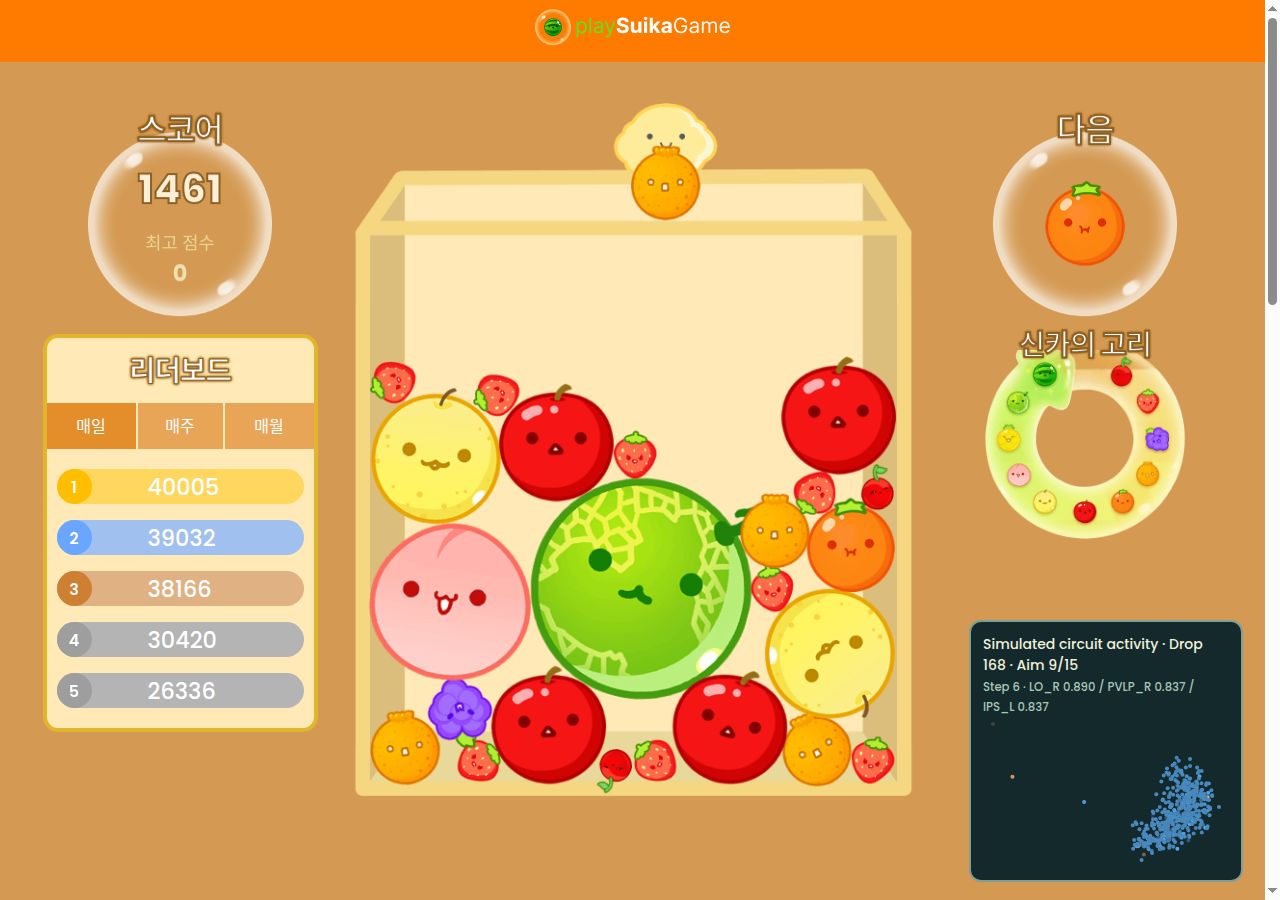 playSuikaGame
스코어
1461
최고 점수
0
다음
리더보드
매일 매주 매월
1 40005
2 39032
3 38166
4 30420
5 26336
신카의 고리
Simulated circuit activity · Drop
168 · Aim 9/15
Step 6 · LO_R 0.890 / PVLP_R 0.837 /
IPS_L 0.837